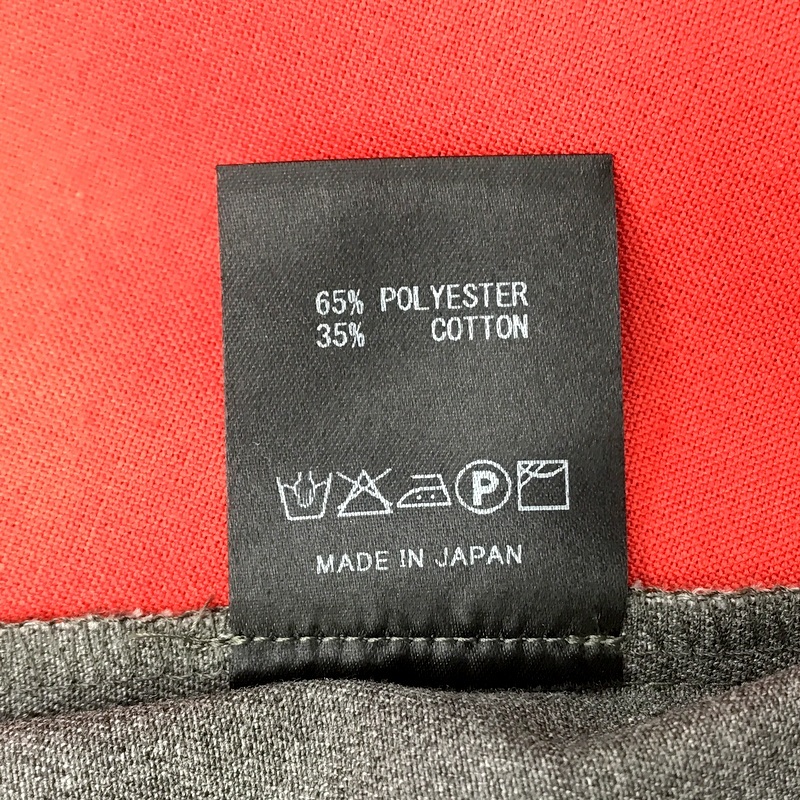 65% POLYESTER
35% COTTON
P
MADE IN JAPAN